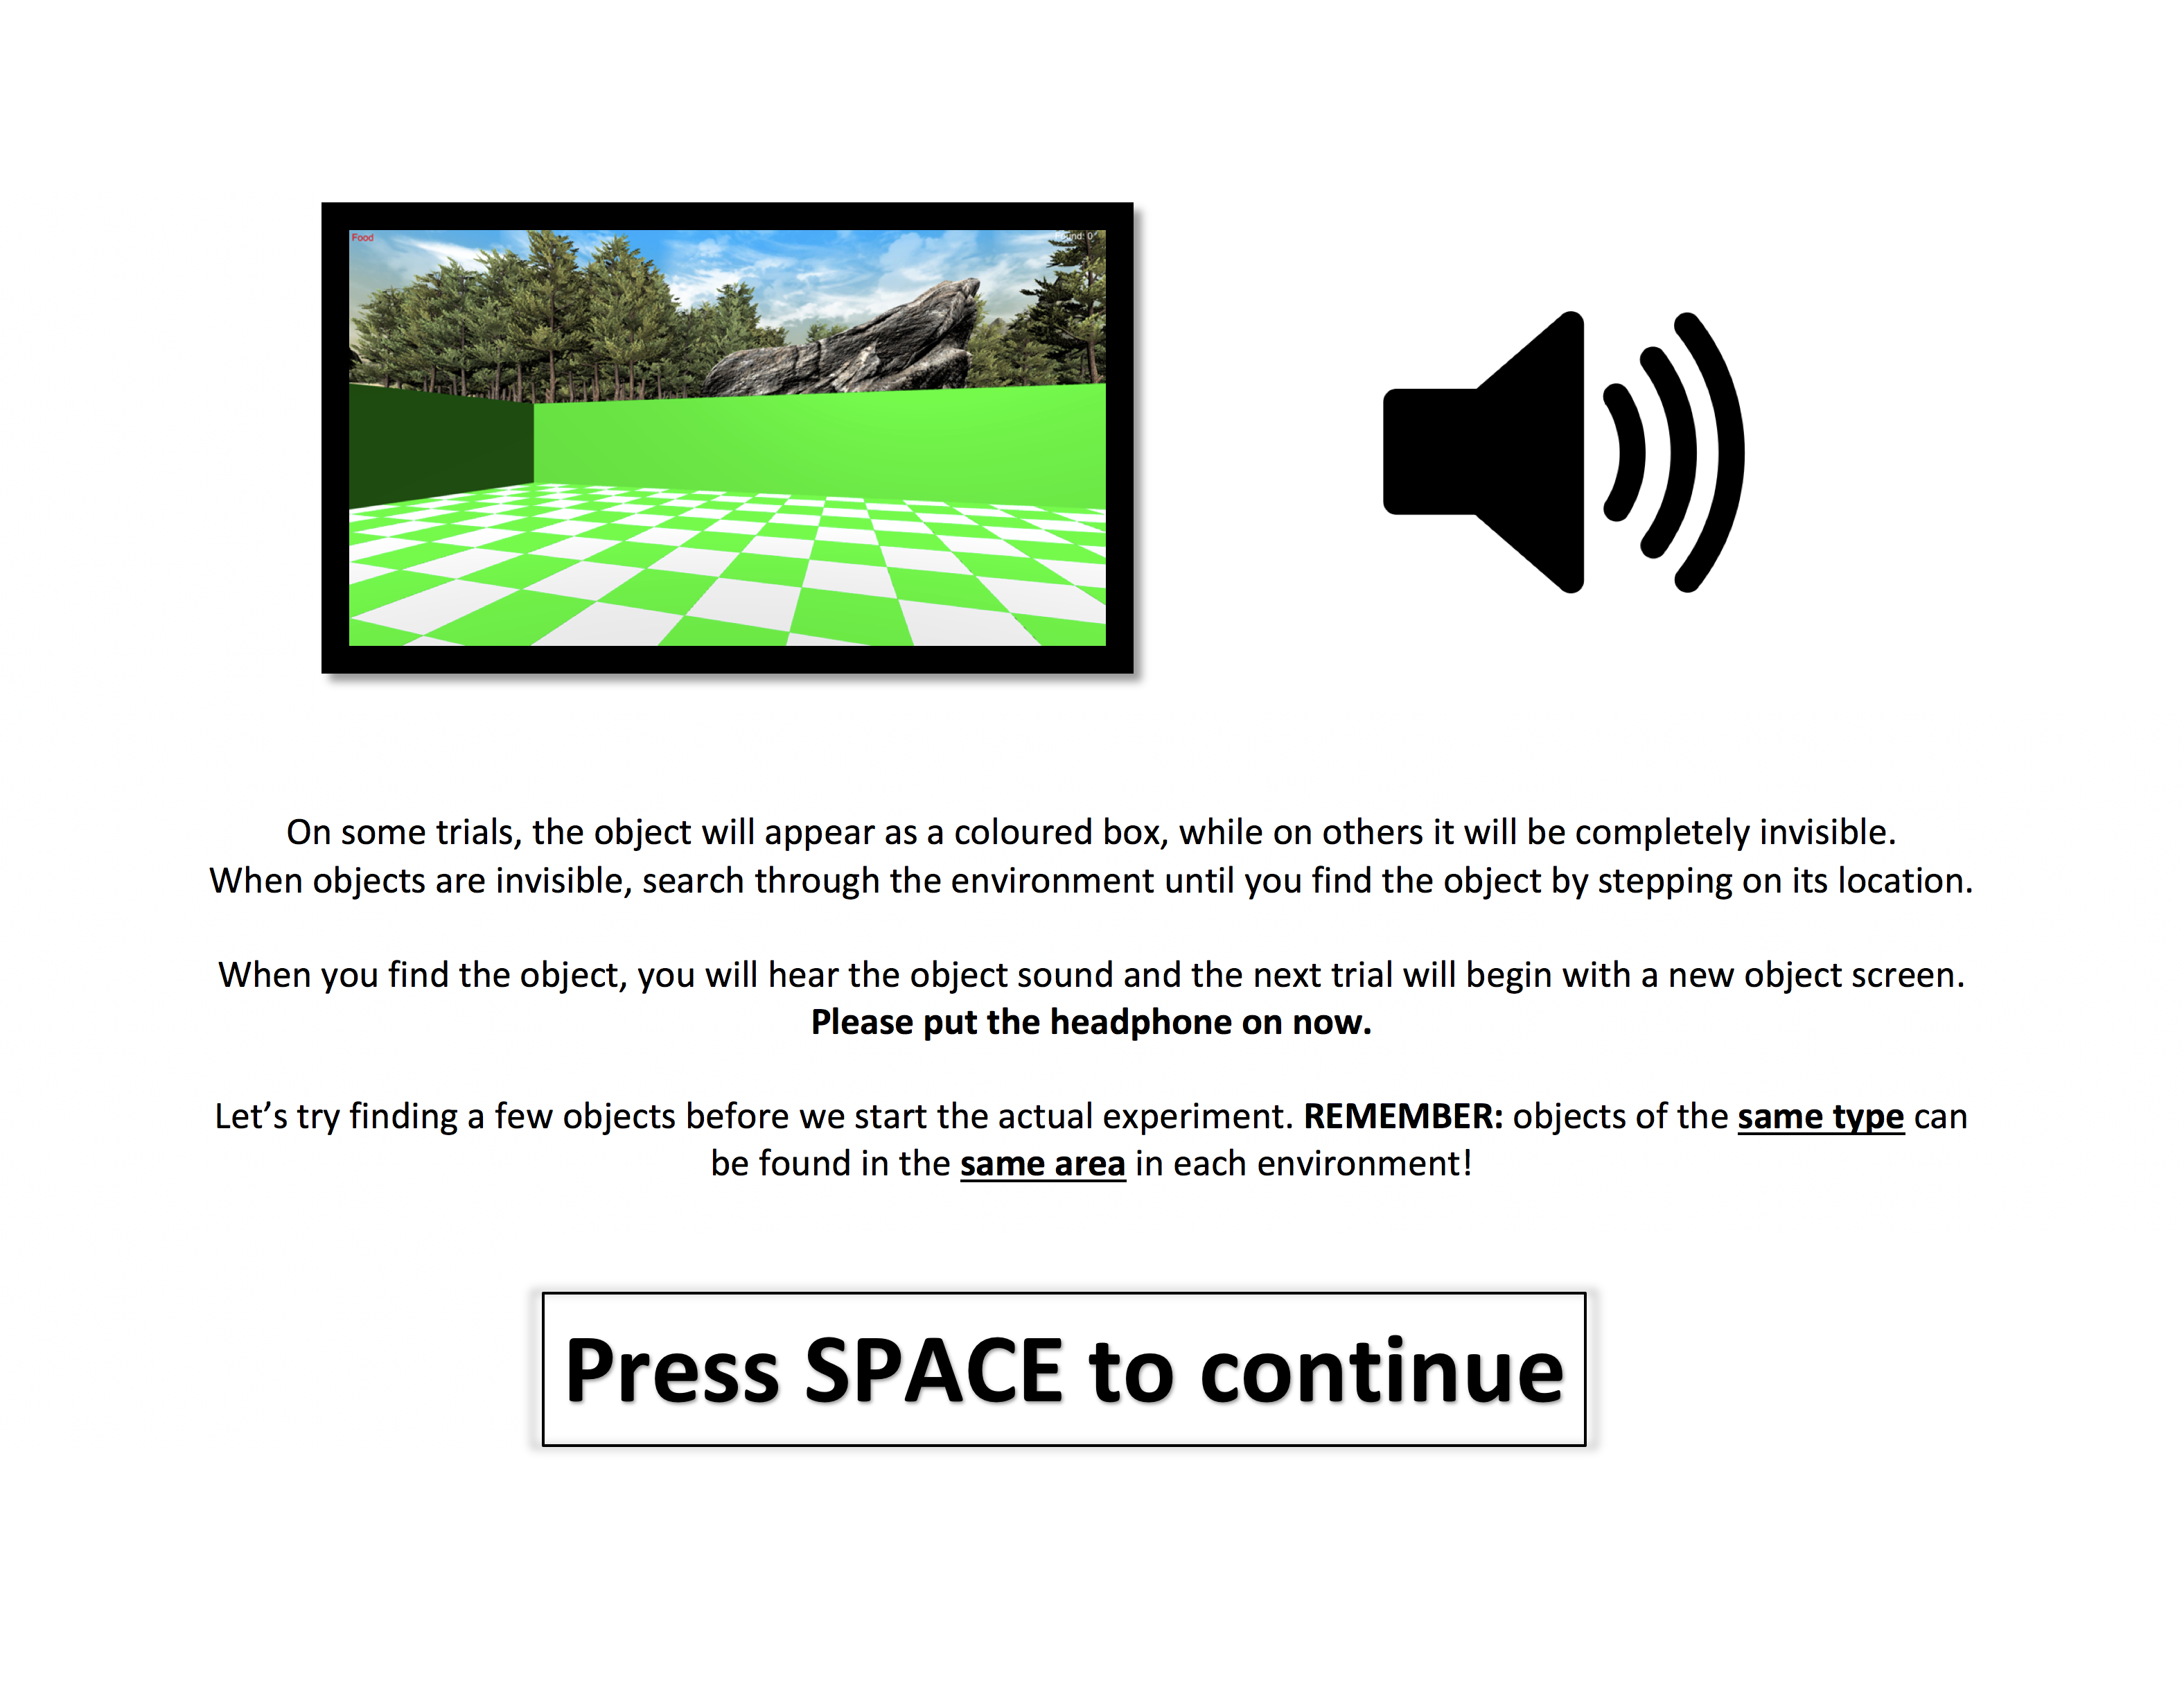 Food
On some trials, the object will appear as a coloured box, while on others it will be completely invisible.
When objects are invisible, search through the environment until you find the object by stepping on its location.
When you find the object, you will hear the object sound and the next trial will begin with a new object screen.
Please put the headphone on now.
Let’s try finding a few objects before we start the actual experiment. REMEMBER: objects of the same type can
be found in the same area in each environment!
Press SPACE to continue